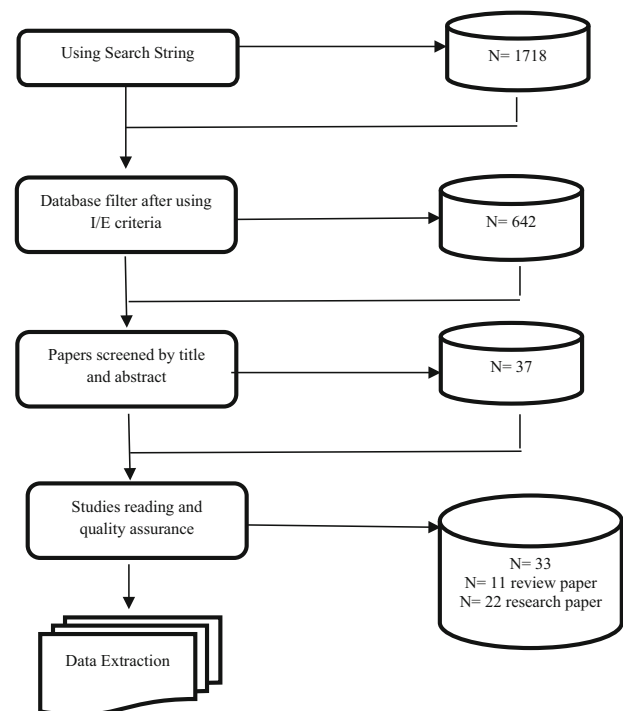 Using Search String
N= 1718
Database filter after using
I/E criteria
N= 642
Papers screened by title
and abstract
N= 37
Studies reading and
quality assurance
N= 33
N= 11 review paper
N= 22 research paper
Data Extraction